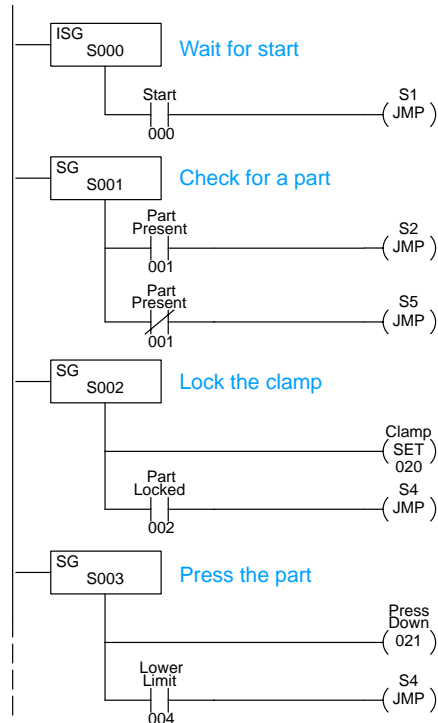 ISG
S000
Wait for start
Start
000
S1
JMP
SG
S001
Check for a part
Part
Present
001
S2
JMP
Part
Present
001
S5
JMP
SG
S002
Lock the clamp
Clamp
SET
020
Part
Locked
002
S4
JMP
SG
S003
Press the part
Press
Down
021
Lower
Limit
004
S4
JMP